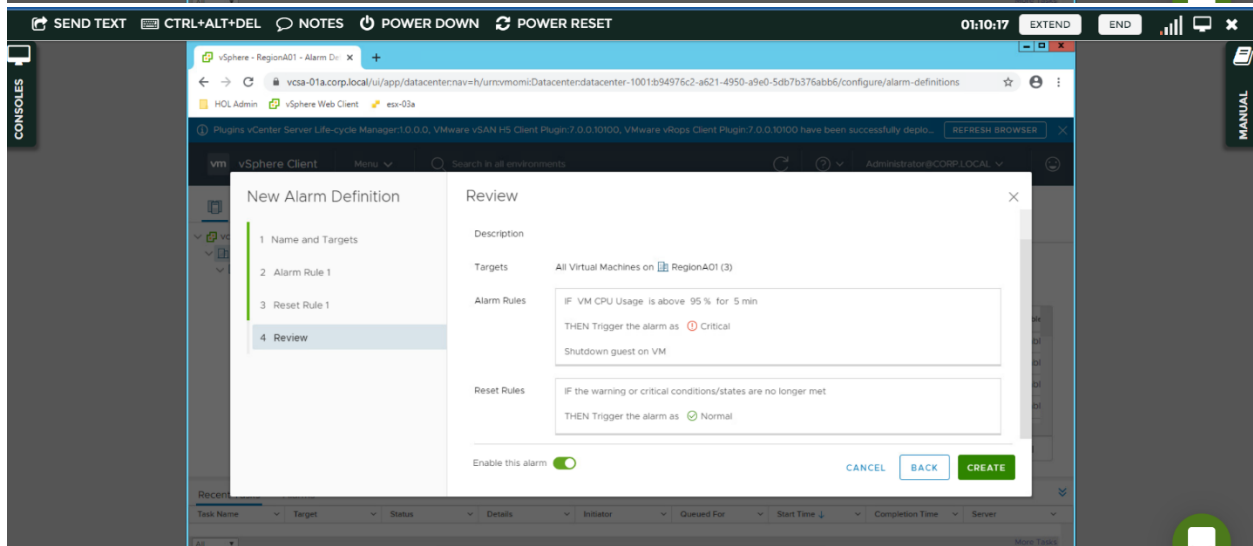 SEND TEXT CTRL+ALT+DEL NOTES POWER DOWN POWER RESET 01:10:17 EXTEND END
CONSOLES
MANUAL
vSphere - RegionA01 - Alarm De
vcsa-01a.corp.local/ui/app/datacenter;nav=h/urn:vmomi:Datacenter:datacenter-1001:b94976c2-a621-4950-a9e0-5db7b376abb6/configure/alarm-definitions
HOL Admin vSphere Web Client esx-03a
Plugins vCenter Server Life-cycle Manager:1.0.0.0, VMware vSAN H5 Client Plugin:7.0.0.10100, VMware vRops Client Plugin:7.0.0.10100 have been successfully deplo... REFRESH BROWSER
vm vSphere Client Menu Search in all environments Administrator@CORP.LOCAL
New Alarm Definition
1 Name and Targets
2 Alarm Rule 1
3 Reset Rule 1
4 Review
Review
Description
Targets All Virtual Machines on RegionA01 (3)
Alarm Rules IF VM CPU Usage is above 95 % for 5 min
THEN Trigger the alarm as Critical
Shutdown guest on VM
Reset Rules IF the warning or critical conditions/states are no longer met
THEN Trigger the alarm as Normal
Enable this alarm
CANCEL BACK CREATE
Recent
Task Name Target Status Details Initiator Queued For Start Time ↓ Completion Time Server
All More Tasks